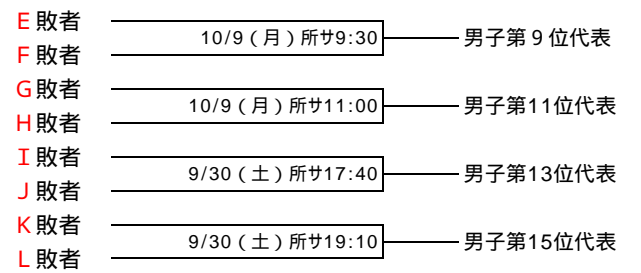 E敗者
10/9(月)所サ9:30
男子第９位代表
F敗者
G敗者
10/9(月)所サ11:00
男子第11位代表
H敗者
I敗者
9/30(土)所サ17:40
男子第13位代表
J敗者
K敗者
9/30(土)所サ19:10
男子第15位代表
L敗者